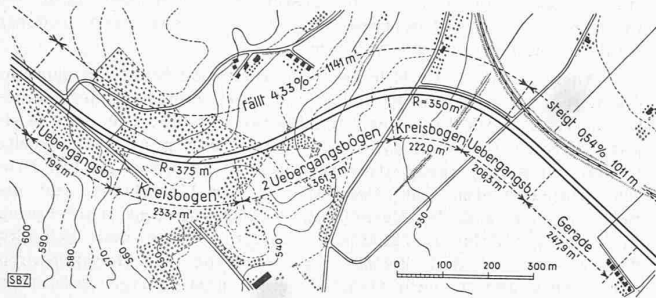 fällt 4,33 % 1141 m
steigt 0,54 % 1011 m
R = 375 m'
R = 350 m'
Uebergangsb.
194 m'
Kreisbogen
233,2 m'
2 Uebergangsbögen
361,3 m'
Kreisbogen
222,0 m'
Uebergangsb.
208,5 m'
Gerade
247,9 m'
600
590
580
570
560
550
540
530
0 100 200 300 m
SBZ